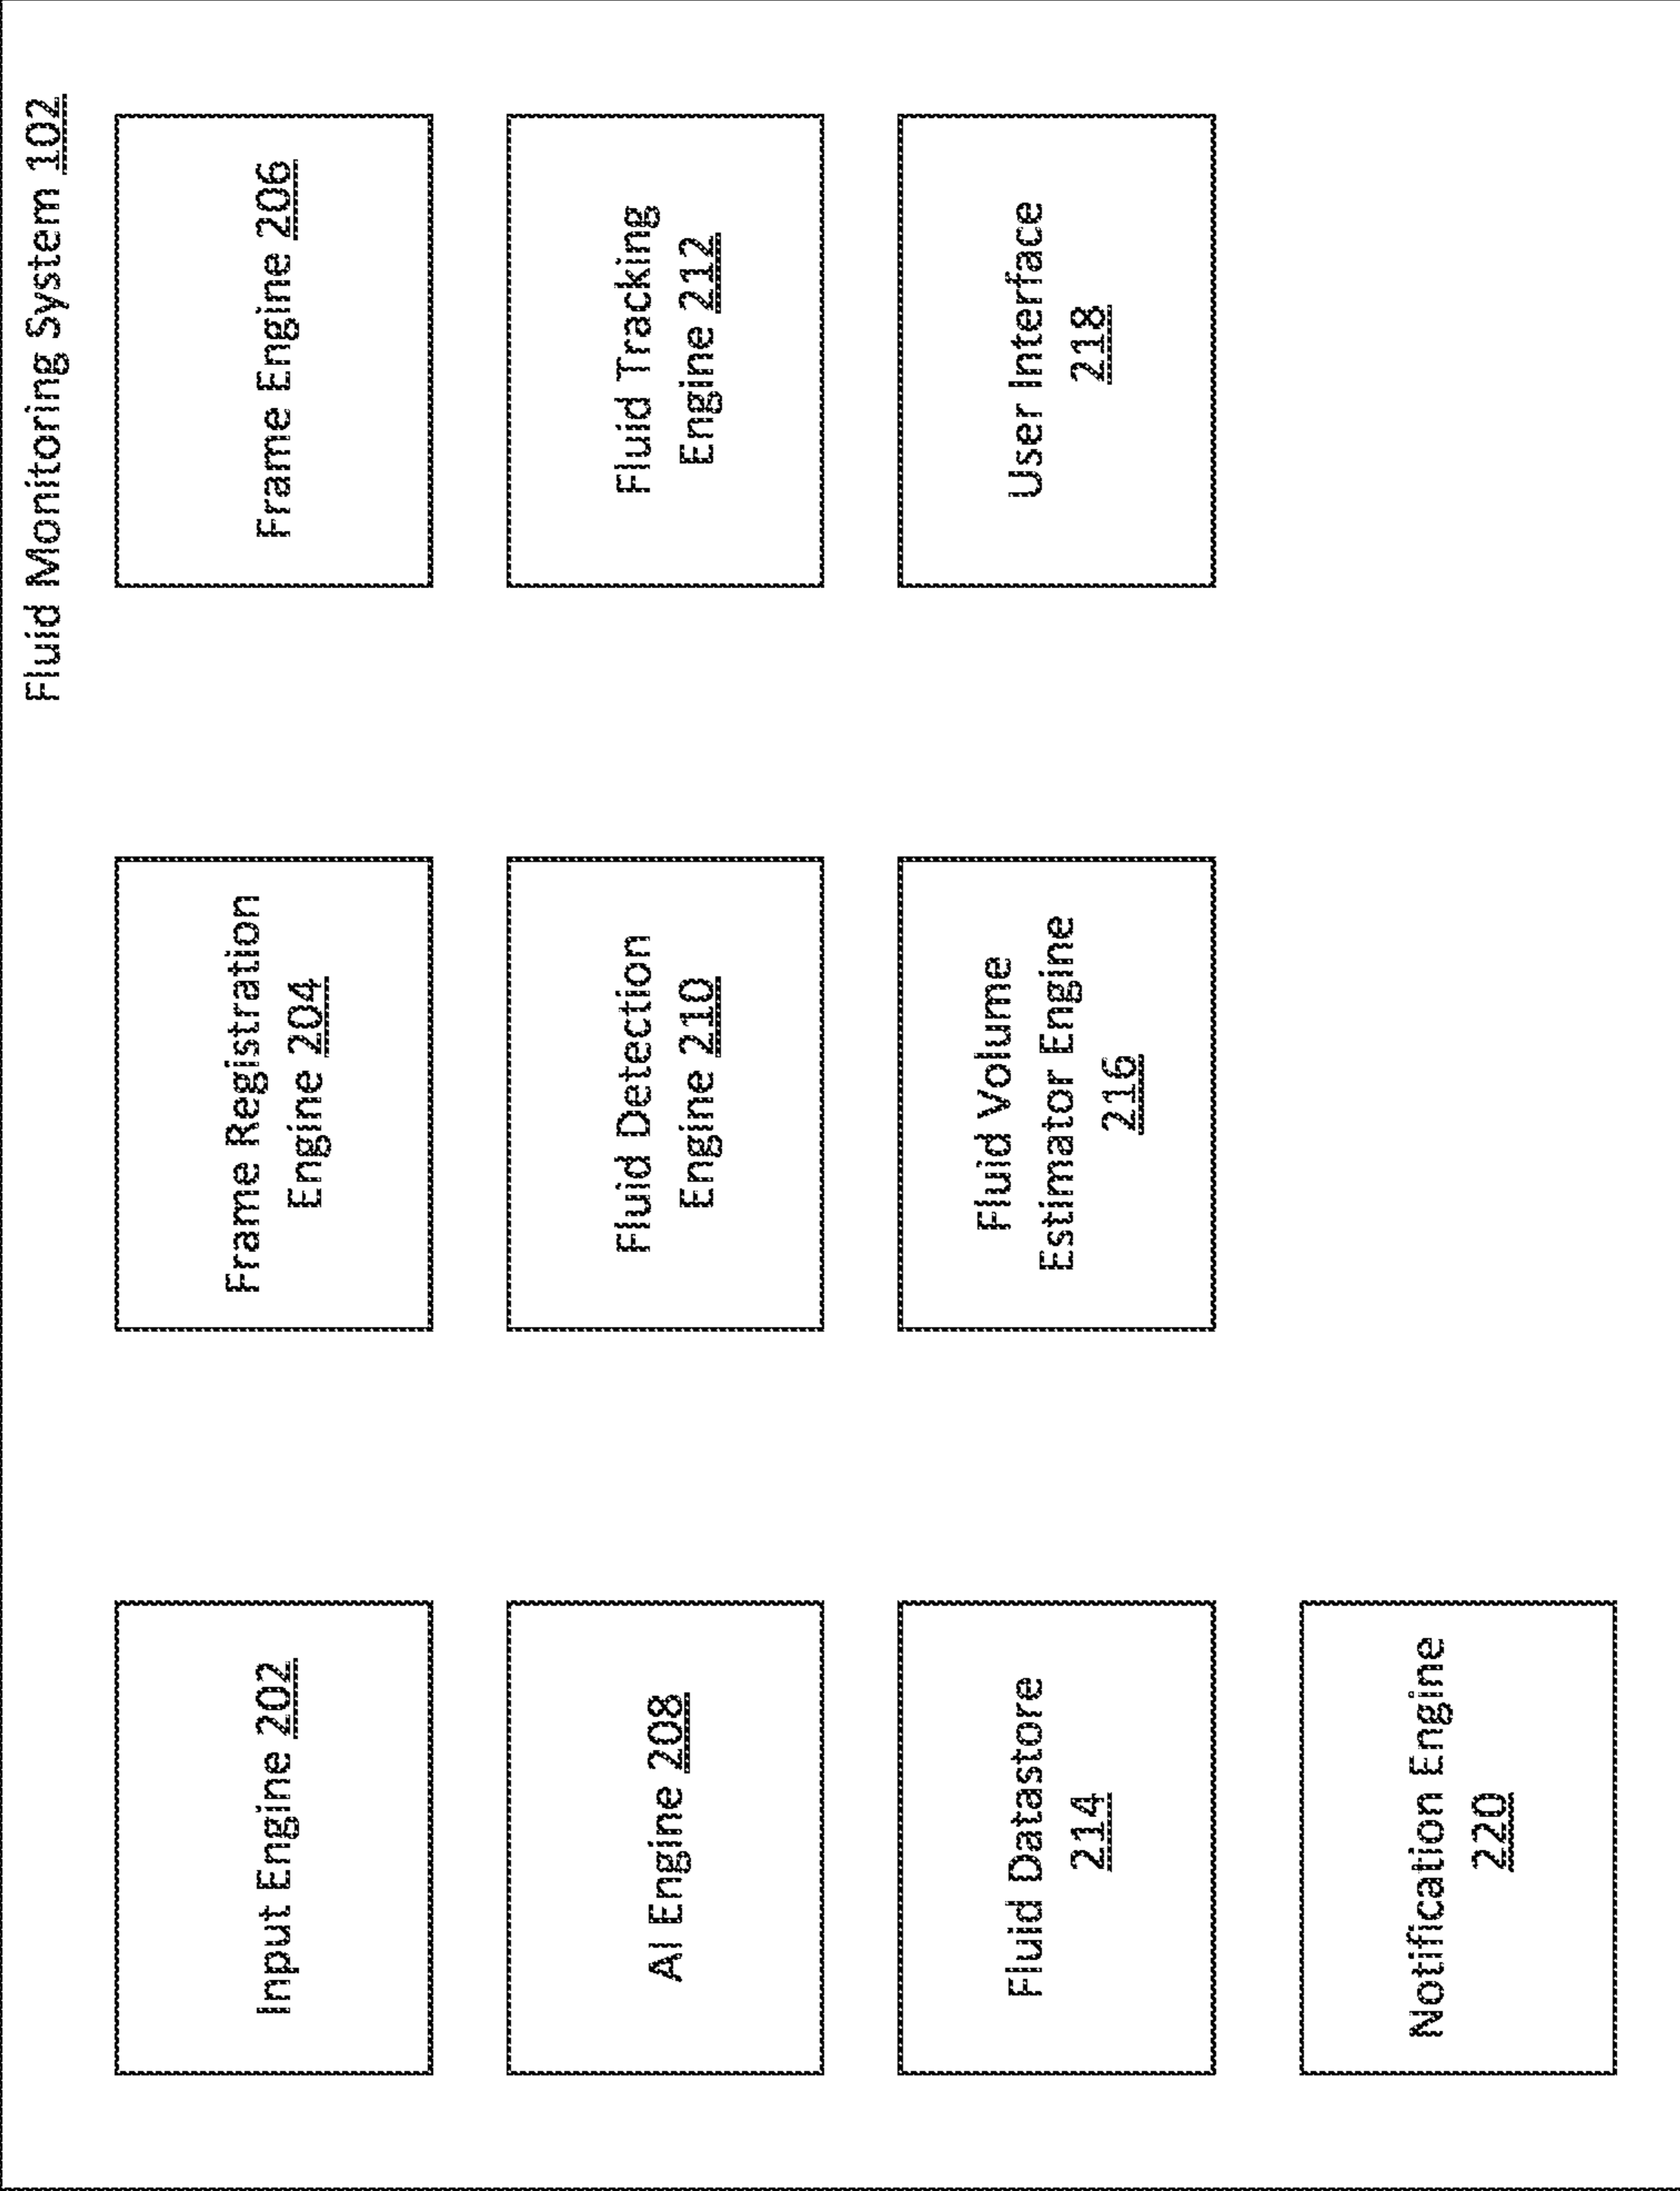 Fluid Monitoring System 102
Input Engine 202
Frame Registration
Engine 204
Frame Engine 206
AI Engine 208
Fluid Detection
Engine 210
Fluid Tracking
Engine 212
Fluid Datastore
214
Fluid Volume
Estimator Engine
216
User Interface
218
Notification Engine
220